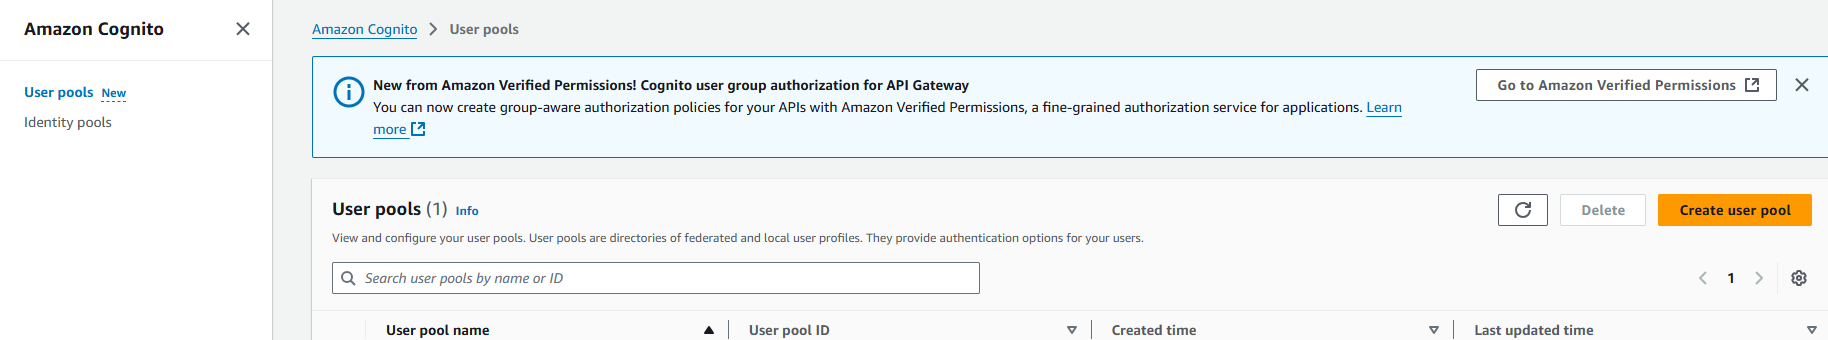 Amazon Cognito
User pools New
Identity pools
Amazon Cognito User pools
New from Amazon Verified Permissions! Cognito user group authorization for API Gateway
You can now create group-aware authorization policies for your APIs with Amazon Verified Permissions, a fine-grained authorization service for applications. Learn
more
Go to Amazon Verified Permissions
User pools (1) Info
Delete
Create user pool
View and configure your user pools. User pools are directories of federated and local user profiles. They provide authentication options for your users.
Search user pools by name or ID
1
User pool name User pool ID Created time Last updated time